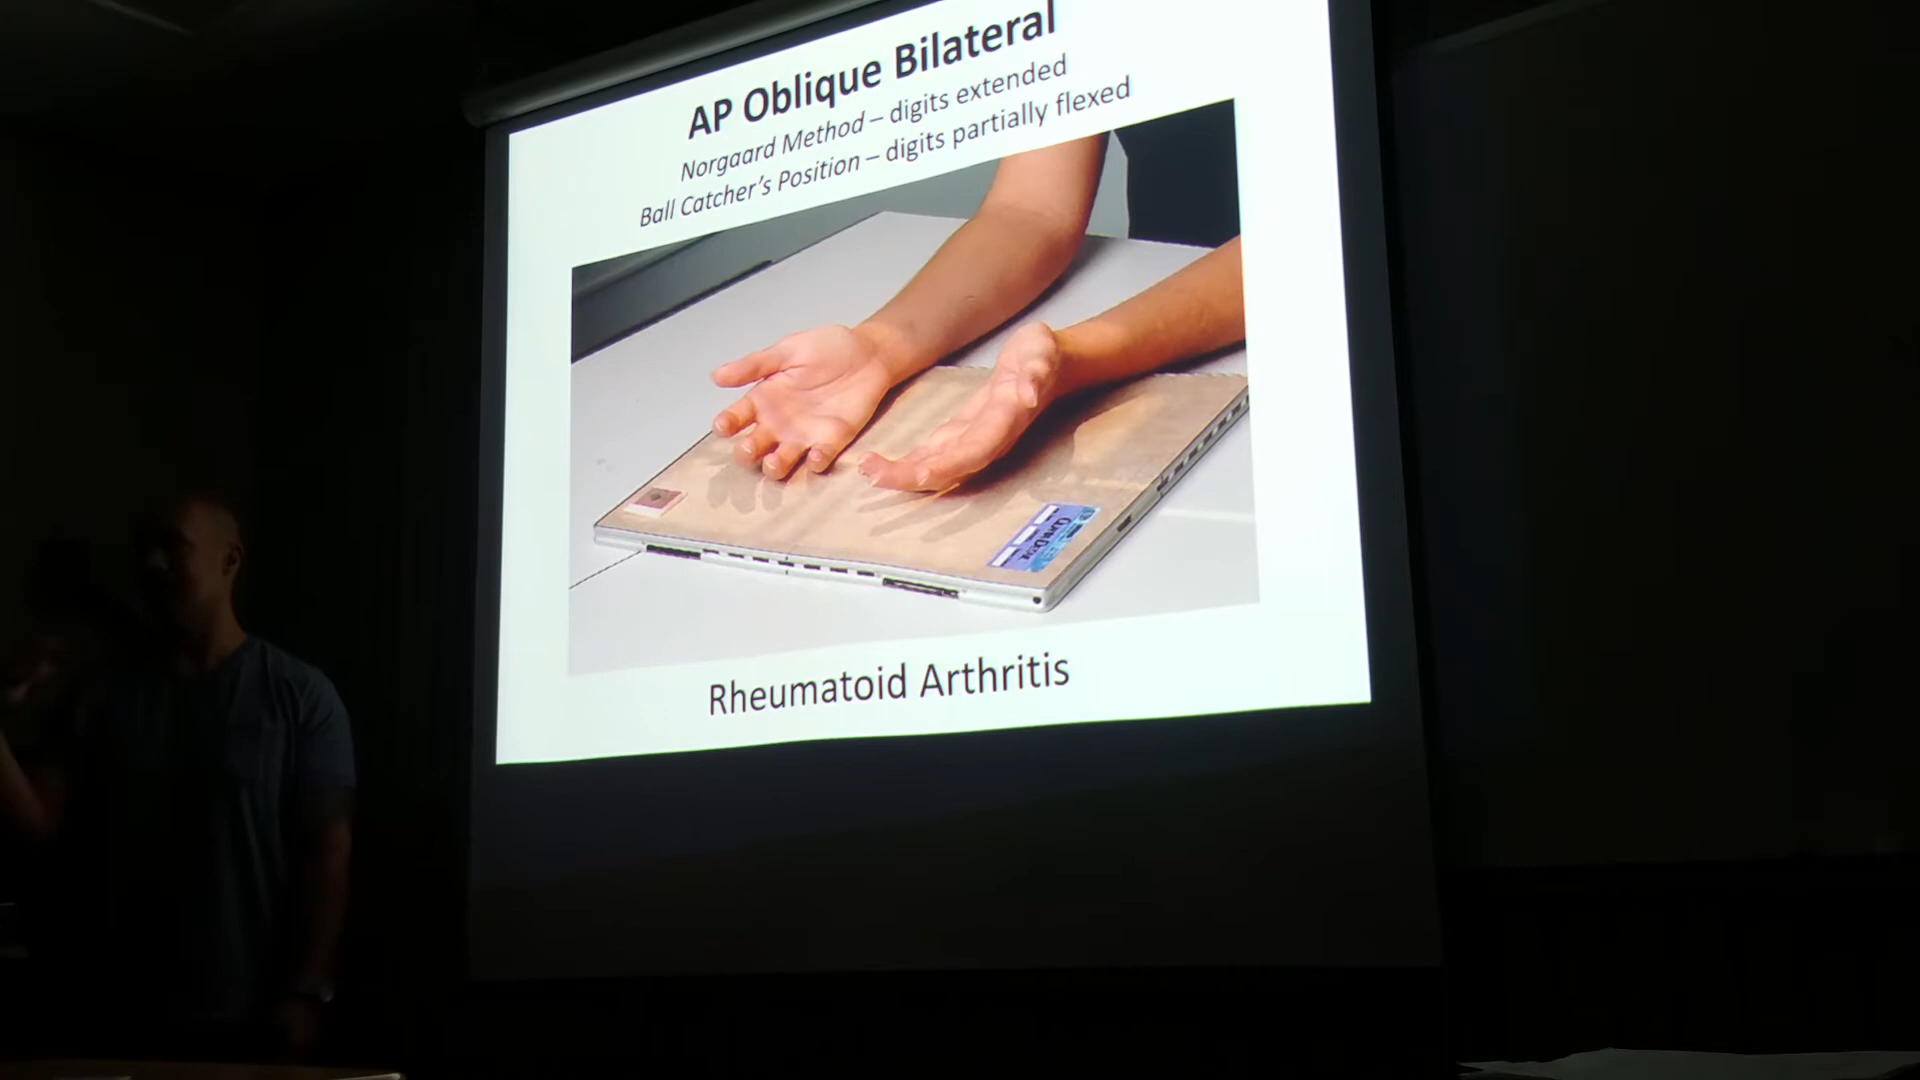 AP Oblique Bilateral
Norgaard Method – digits extended
Ball Catcher's Position – digits partially flexed
Rheumatoid Arthritis